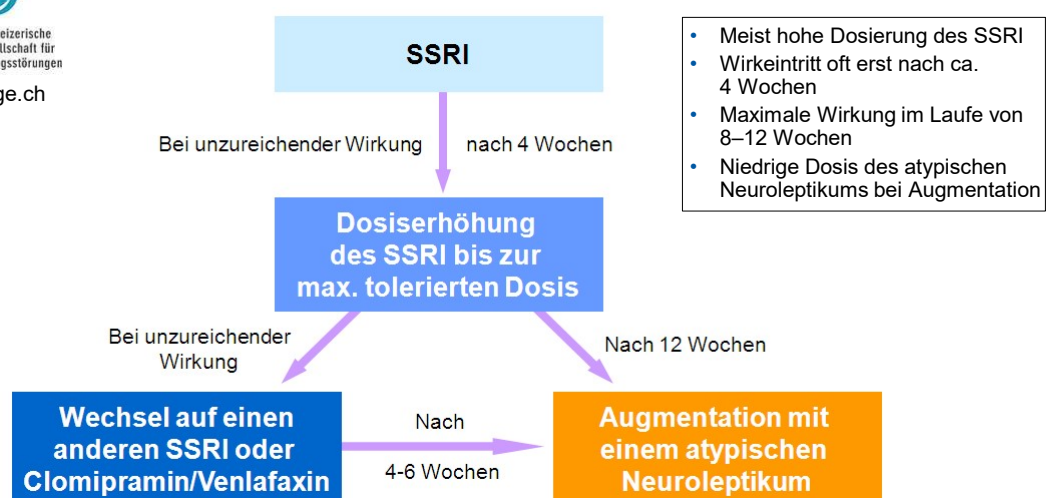 eizerische
llschaft für
gsstörungen
ge.ch
SSRI
• Meist hohe Dosierung des SSRI
• Wirkeintritt oft erst nach ca.
4 Wochen
• Maximale Wirkung im Laufe von
8–12 Wochen
• Niedrige Dosis des atypischen
Neuroleptikums bei Augmentation
Bei unzureichender Wirkung
nach 4 Wochen
Dosiserhöhung
des SSRI bis zur
max. tolerierten Dosis
Bei unzureichender
Wirkung
Nach 12 Wochen
Wechsel auf einen
anderen SSRI oder
Clomipramin/Venlafaxin
Nach
4-6 Wochen
Augmentation mit
einem atypischen
Neuroleptikum